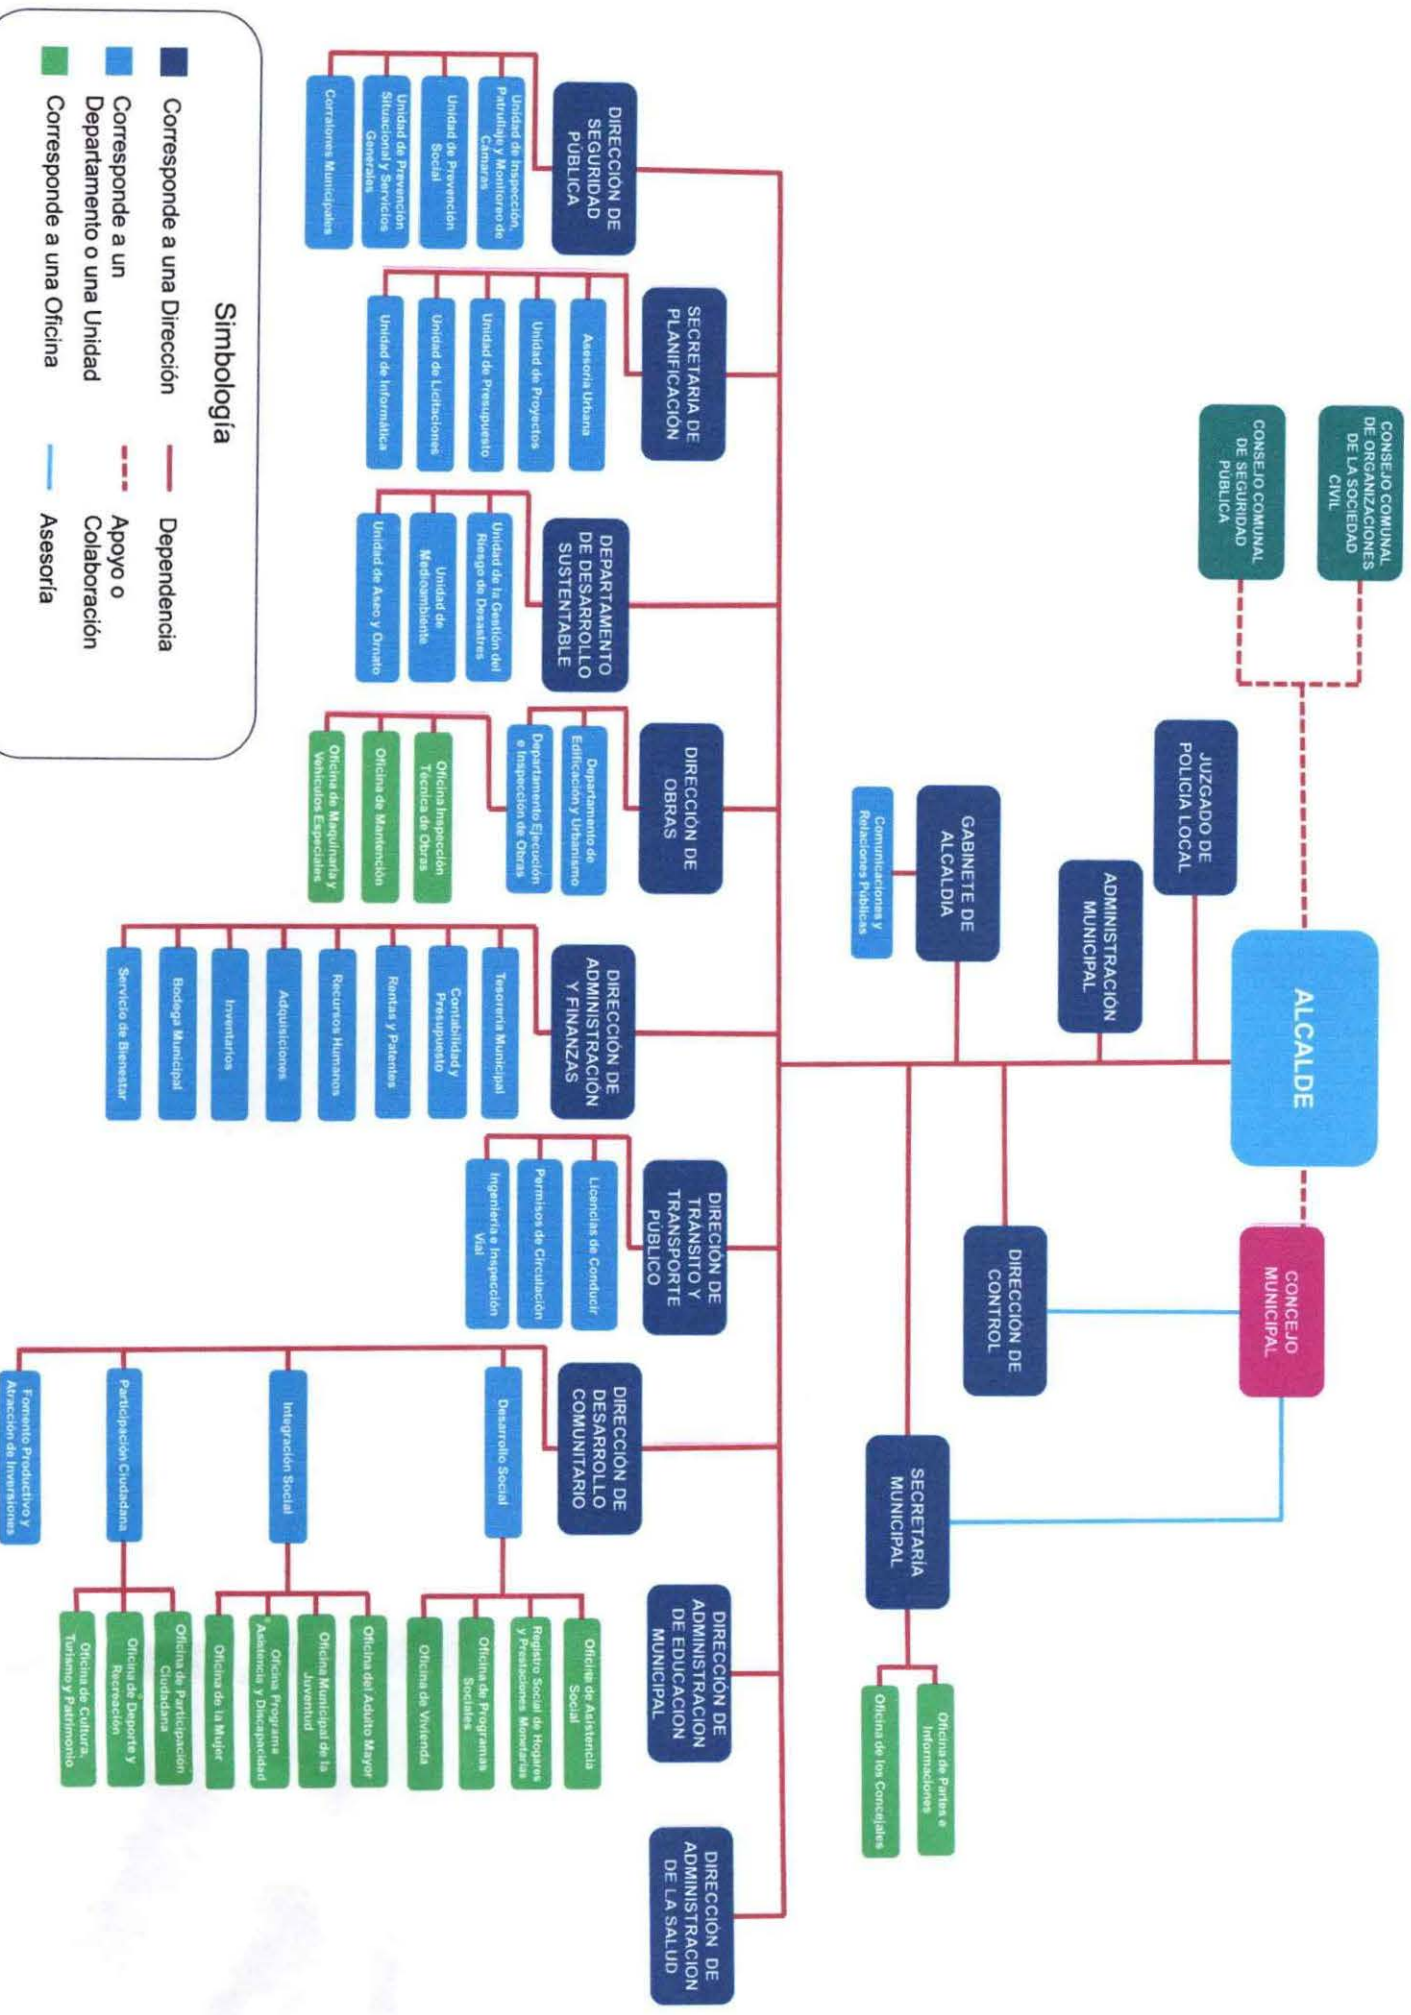 CONSEJO COMUNAL
DE ORGANIZACIONES
DE LA SOCIEDAD
CIVIL
CONSEJO COMUNAL
DE SEGURIDAD
PÚBLICA
ALCALDE
CONCEJO
MUNICIPAL
JUZGADO DE
POLICIA LOCAL
ADMINISTRACIÓN
MUNICIPAL
GABINETE DE
ALCALDIA
Comunicaciones y
Relaciones Públicas
DIRECCIÓN DE
CONTROL
SECRETARÍA
MUNICIPAL
Oficina de Partes e
Informaciones
Oficina de los Concejales
DIRECCIÓN DE
SEGURIDAD
PÚBLICA
Unidad de Inspección,
Patrullaje y Monitoreo de
Cámaras
Unidad de Prevención
Social
Unidad de Prevención
Situacional y Servicios
Generales
Corralones Municipales
SECRETARIA DE
PLANIFICACIÓN
Asesoria Urbana
Unidad de Proyectos
Unidad de Presupuesto
Unidad de Licitaciones
Unidad de Informática
DEPARTAMENTO
DE DESARROLLO
SUSTENTABLE
Unidad de la Gestión del
Riesgo de Desastres
Unidad de
Medioambiente
Unidad de Aseo y Ornato
DIRECCIÓN DE
OBRAS
Departamento de
Edificación y Urbanismo
Departamento Ejecución
e Inspección de Obras
Oficina Inspección
Técnica de Obras
Oficina de Mantención
Oficina de Maquinaria y
Vehículos Especiales
DIRECCIÓN DE
ADMINISTRACIÓN
Y FINANZAS
Tesorería Municipal
Contabilidad y
Presupuesto
Rentas y Patentes
Recursos Humanos
Adquisiciones
Inventarios
Bodega Municipal
Servicio de Bienestar
DIRECIÓN DE
TRÁNSITO Y
TRANSPORTE
PÚBLICO
Licencias de Conducir
Permisos de Circulación
Ingeniería e Inspección
Vial
DIRECCIÓN DE
DESARROLLO
COMUNITARIO
Desarrollo Social
Oficina de Asistencia
Social
Registro Social de Hogares
y Prestaciones Monetarias
Oficina de Programas
Sociales
Oficina de Vivienda
Integración Social
Oficina del Adulto Mayor
Oficina Municipal de la
Juventud
Oficina Programa
Asistencia y Discapacidad
Oficina de la Mujer
Participación Ciudadana
Oficina de Participación
Ciudadana
Oficina de Deporte y
Recreación
Oficina de Cultura,
Turismo y Patrimonio
Fomento Productivo y
Atracción de Inversiones
DIRECCIÓN DE
ADMINISTRACION
DE EDUCACION
MUNICIPAL
DIRECCIÓN DE
ADMINISTRACION
DE LA SALUD
Simbología
Corresponde a una Dirección
Corresponde a un
Departamento o una Unidad
Corresponde a una Oficina
Dependencia
Apoyo o
Colaboración
Asesoría